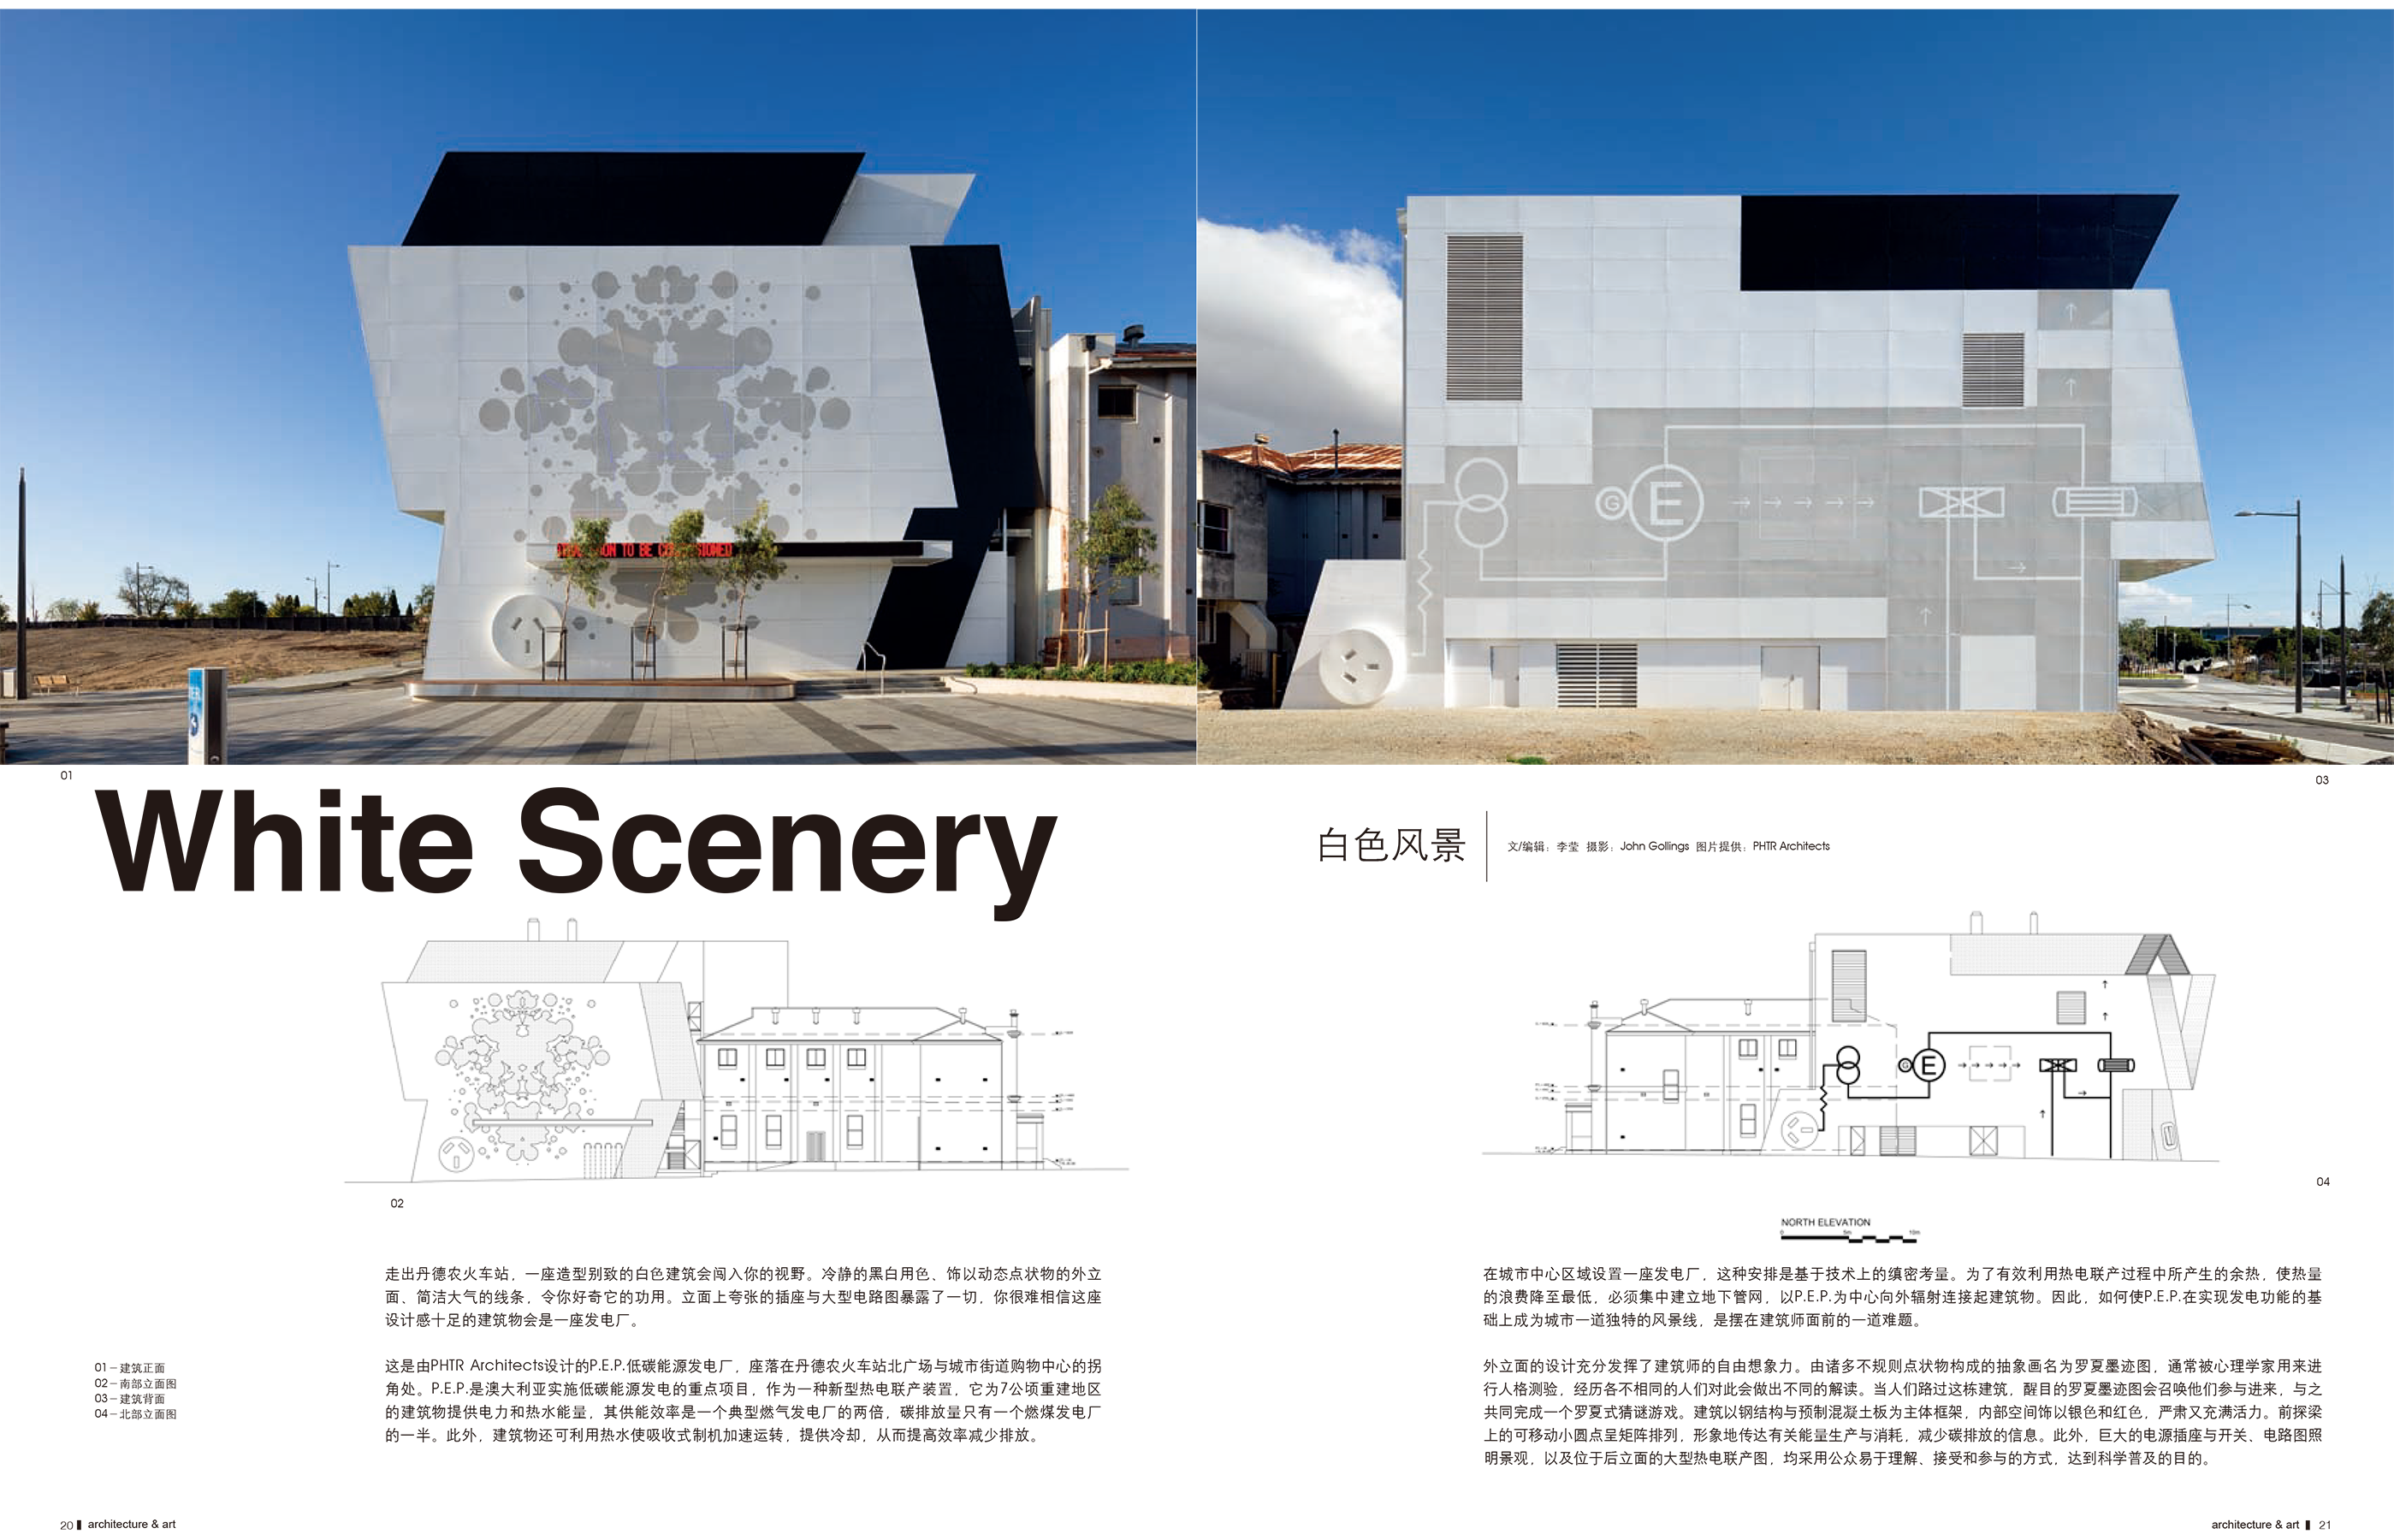 STATION TO BE COMMISSIONED
G
E
01
03
White Scenery
白色风景
文/编辑：李莹 摄影：John Gollings 图片提供：PHTR Architects
G
E
02
04
NORTH ELEVATION
0 5m 10m
走出丹德农火车站，一座造型别致的白色建筑会闯入你的视野。冷静的黑白用色、饰以动态点状物的外立
面、简洁大气的线条，令你好奇它的功用。立面上夸张的插座与大型电路图暴露了一切，你很难相信这座
设计感十足的建筑物会是一座发电厂。
这是由PHTR Architects设计的P.E.P.低碳能源发电厂，座落在丹德农火车站北广场与城市街道购物中心的拐
角处。P.E.P.是澳大利亚实施低碳能源发电的重点项目，作为一种新型热电联产装置，它为7公顷重建地区
的建筑物提供电力和热水能量，其供能效率是一个典型燃气发电厂的两倍，碳排放量只有一个燃煤发电厂
的一半。此外，建筑物还可利用热水使吸收式制机加速运转，提供冷却，从而提高效率减少排放。
01－建筑正面
02－南部立面图
03－建筑背面
04－北部立面图
在城市中心区域设置一座发电厂，这种安排是基于技术上的缜密考量。为了有效利用热电联产过程中所产生的余热，使热量
的浪费降至最低，必须集中建立地下管网，以P.E.P.为中心向外辐射连接起建筑物。因此，如何使P.E.P.在实现发电功能的基
础上成为城市一道独特的风景线，是摆在建筑师面前的一道难题。
外立面的设计充分发挥了建筑师的自由想象力。由诸多不规则点状物构成的抽象画名为罗夏墨迹图，通常被心理学家用来进
行人格测验，经历各不相同的人们对此会做出不同的解读。当人们路过这栋建筑，醒目的罗夏墨迹图会召唤他们参与进来，与之
共同完成一个罗夏式猜谜游戏。建筑以钢结构与预制混凝土板为主体框架，内部空间饰以银色和红色，严肃又充满活力。前探梁
上的可移动小圆点呈矩阵排列，形象地传达有关能量生产与消耗，减少碳排放的信息。此外，巨大的电源插座与开关、电路图照
明景观，以及位于后立面的大型热电联产图，均采用公众易于理解、接受和参与的方式，达到科学普及的目的。
20 architecture & art
architecture & art 21